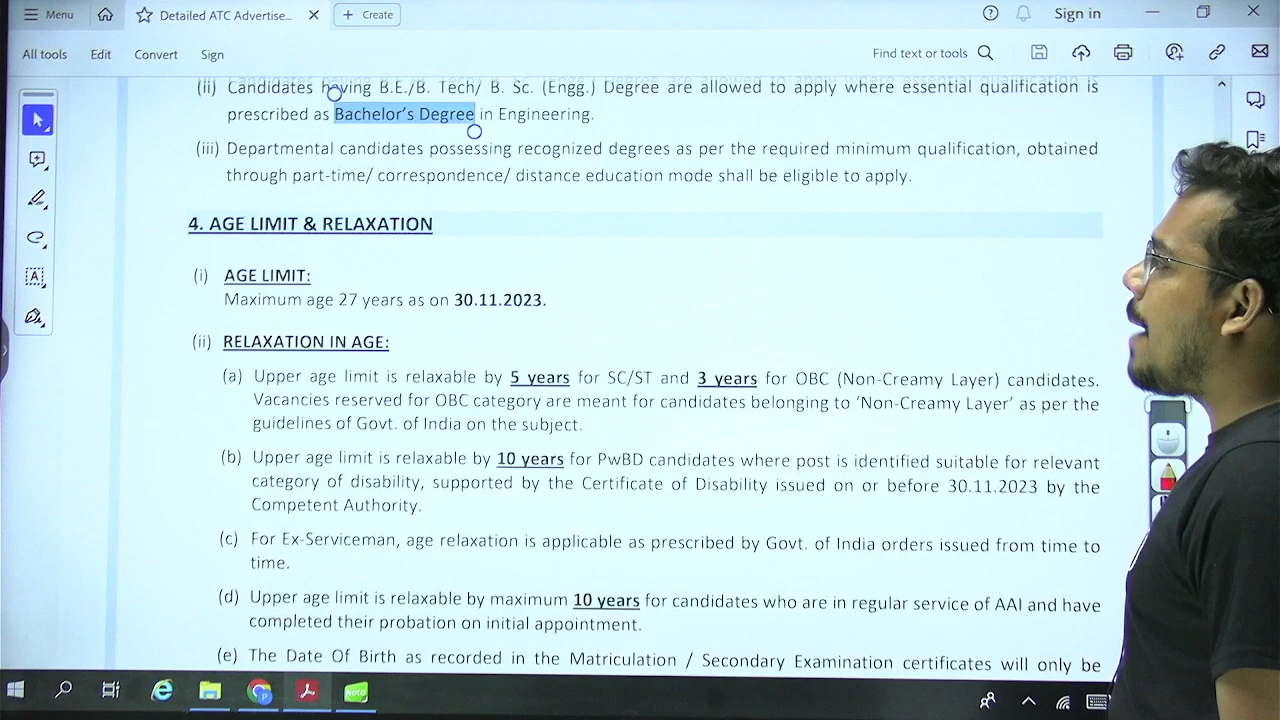 Menu
Detailed ATC Advertise...
Create
Sign in
All tools
Edit
Convert
Sign
Find text or tools
(ii) Candidates having B.E./B. Tech/ B. Sc. (Engg.) Degree are allowed to apply where essential qualification is
prescribed as Bachelor's Degree in Engineering.
(iii) Departmental candidates possessing recognized degrees as per the required minimum qualification, obtained
through part-time/ correspondence/ distance education mode shall be eligible to apply.
4. AGE LIMIT & RELAXATION
(i) AGE LIMIT:
Maximum age 27 years as on 30.11.2023.
(ii) RELAXATION IN AGE:
(a) Upper age limit is relaxable by 5 years for SC/ST and 3 years for OBC (Non-Creamy Layer) candidates.
Vacancies reserved for OBC category are meant for candidates belonging to 'Non-Creamy Layer' as per the
guidelines of Govt. of India on the subject.
(b) Upper age limit is relaxable by 10 years for PwBD candidates where post is identified suitable for relevant
category of disability, supported by the Certificate of Disability issued on or before 30.11.2023 by the
Competent Authority.
(c) For Ex-Serviceman, age relaxation is applicable as prescribed by Govt. of India orders issued from time to
time.
(d) Upper age limit is relaxable by maximum 10 years for candidates who are in regular service of AAI and have
completed their probation on initial appointment.
(e) The Date Of Birth as recorded in the Matriculation / Secondary Examination certificates will only be
Note